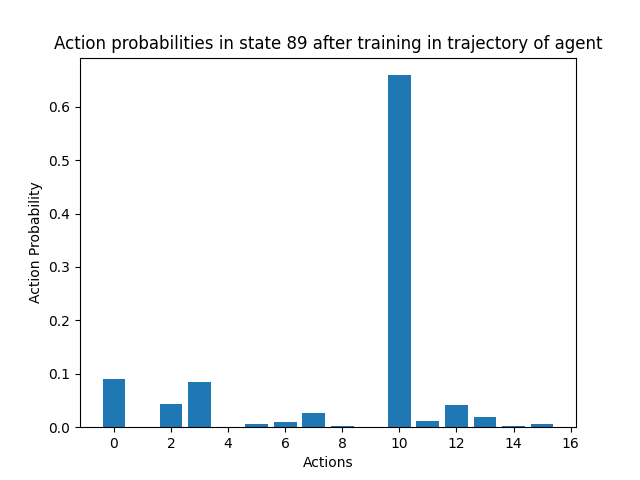 Action probabilities in state 89 after training in trajectory of agent
Action Probability
0.6
0.5
0.4
0.3
0.2
0.1
0.0
0 2 4 6 8 10 12 14 16
Actions